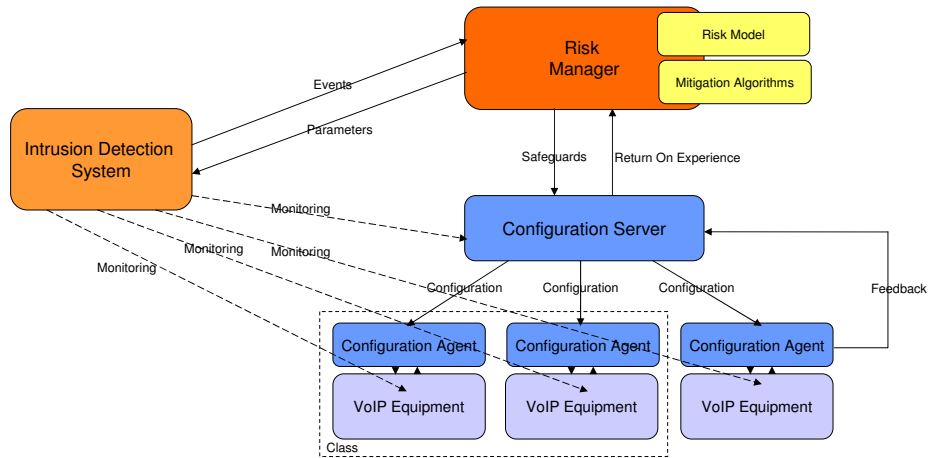 Risk Model
Risk
Manager
Mitigation Algorithms
Events
Parameters
Intrusion Detection
System
Safeguards
Return On Experience
Monitoring
Configuration Server
Monitoring
Monitoring
Monitoring
Configuration
Configuration
Configuration
Feedback
Configuration Agent
Configuration Agent
Configuration Agent
VoIP Equipment
VoIP Equipment
VoIP Equipment
Class